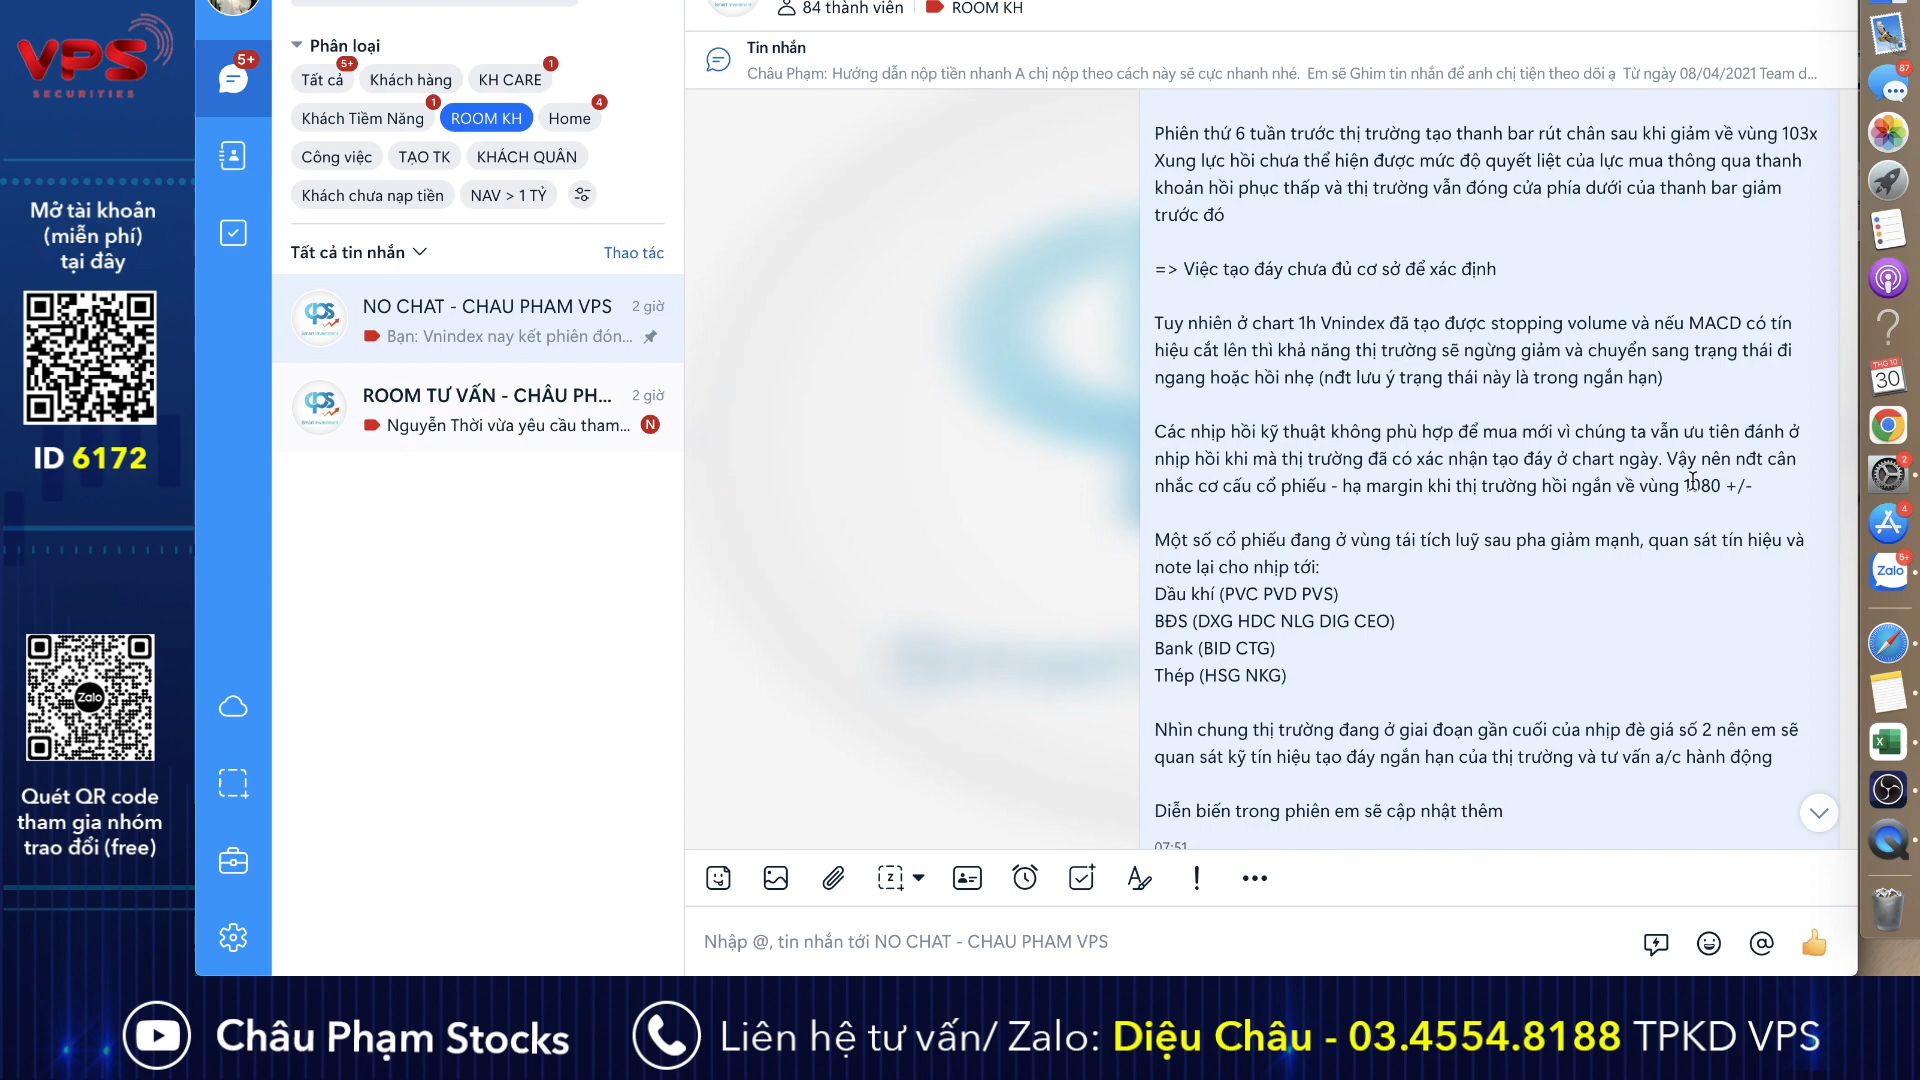 VPS
SECURITIES
Mở tài khoản
(miễn phí)
tại đây
ID 6172
Zalo
Quét QR code
tham gia nhóm
trao đổi (free)
5+
Phân loại
Tất cả
5+
Khách hàng
KH CARE
1
Khách Tiềm Năng
1
ROOM KH
Home
4
Công việc
TẠO TK
KHÁCH QUÂN
Khách chưa nạp tiền
NAV > 1 TỶ
Tất cả tin nhắn
Thao tác
NO CHAT - CHAU PHAM VPS
2 giờ
Bạn: Vnindex nay kết phiên đón...
ROOM TƯ VẤN - CHÂU PH...
2 giờ
Nguyễn Thời vừa yêu cầu tham...
N
84 thành viên
ROOM KH
Tin nhắn
Châu Phạm: Hướng dẫn nộp tiền nhanh A chị nộp theo cách này sẽ cực nhanh nhé. Em sẽ Ghim tin nhắn để anh chị tiện theo dõi ạ Từ ngày 08/04/2021 Team d...
Phiên thứ 6 tuần trước thị trường tạo thanh bar rút chân sau khi giảm về vùng 103x
Xung lực hồi chưa thể hiện được mức độ quyết liệt của lực mua thông qua thanh
khoản hồi phục thấp và thị trường vẫn đóng cửa phía dưới của thanh bar giảm
trước đó
=> Việc tạo đáy chưa đủ cơ sở để xác định
Tuy nhiên ở chart 1h Vnindex đã tạo được stopping volume và nếu MACD có tín
hiệu cắt lên thì khả năng thị trường sẽ ngừng giảm và chuyển sang trạng thái đi
ngang hoặc hồi nhẹ (nđt lưu ý trạng thái này là trong ngắn hạn)
Các nhịp hồi kỹ thuật không phù hợp để mua mới vì chúng ta vẫn ưu tiên đánh ở
nhịp hồi khi mà thị trường đã có xác nhận tạo đáy ở chart ngày. Vậy nên nđt cân
nhắc cơ cấu cổ phiếu - hạ margin khi thị trường hồi ngắn về vùng 1080 +/-
Một số cổ phiếu đang ở vùng tái tích luỹ sau pha giảm mạnh, quan sát tín hiệu và
note lại cho nhịp tới:
Dầu khí (PVC PVD PVS)
BĐS (DXG HDC NLG DIG CEO)
Bank (BID CTG)
Thép (HSG NKG)
Nhìn chung thị trường đang ở giai đoạn gần cuối của nhịp đè giá số 2 nên em sẽ
quan sát kỹ tín hiệu tạo đáy ngắn hạn của thị trường và tư vấn a/c hành động
Diễn biến trong phiên em sẽ cập nhật thêm
07:51
Nhập @, tin nhắn tới NO CHAT - CHAU PHAM VPS
87
THG 10
30
2
4
Zalo
5+
Châu Phạm Stocks
Liên hệ tư vấn/ Zalo: Diệu Châu - 03.4554.8188 TPKD VPS